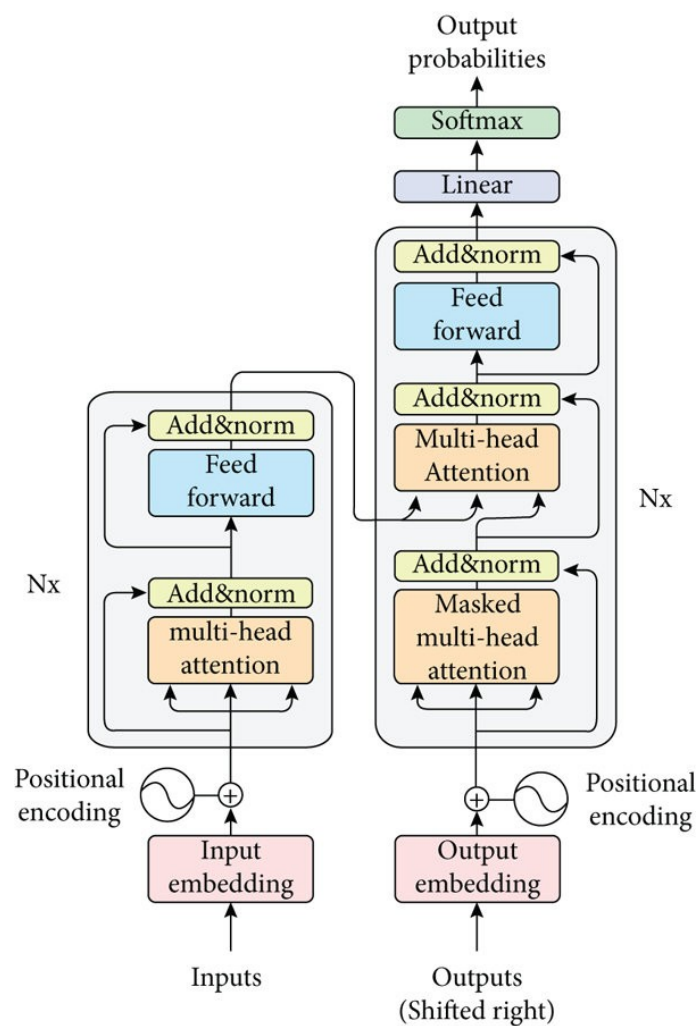 Output
probabilities
Softmax
Linear
Add&norm
Feed
forward
Add&norm
Multi-head
Attention
Nx
Add&norm
Masked
multi-head
attention
Positional
encoding
Output
embedding
Outputs
(Shifted right)
Add&norm
Feed
forward
Nx
Add&norm
multi-head
attention
Positional
encoding
Input
embedding
Inputs